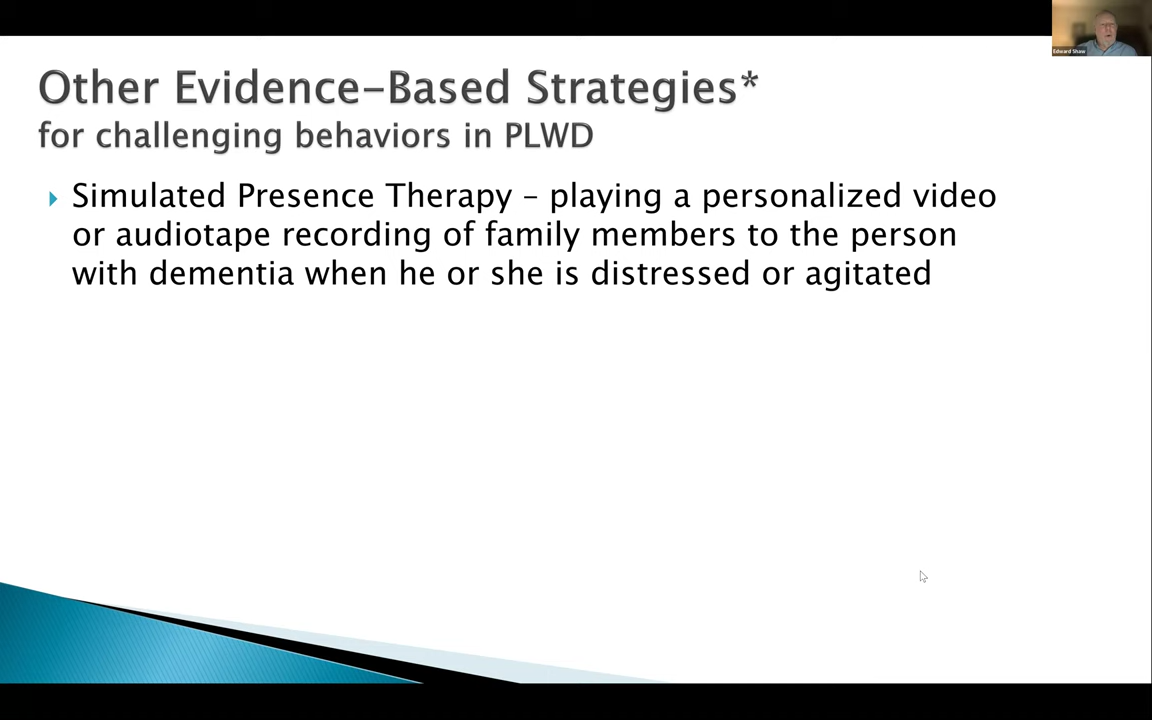 Other Evidence-Based Strategies*
for challenging behaviors in PLWD
Simulated Presence Therapy – playing a personalized video
or audiotape recording of family members to the person
with dementia when he or she is distressed or agitated
Edward Shaw